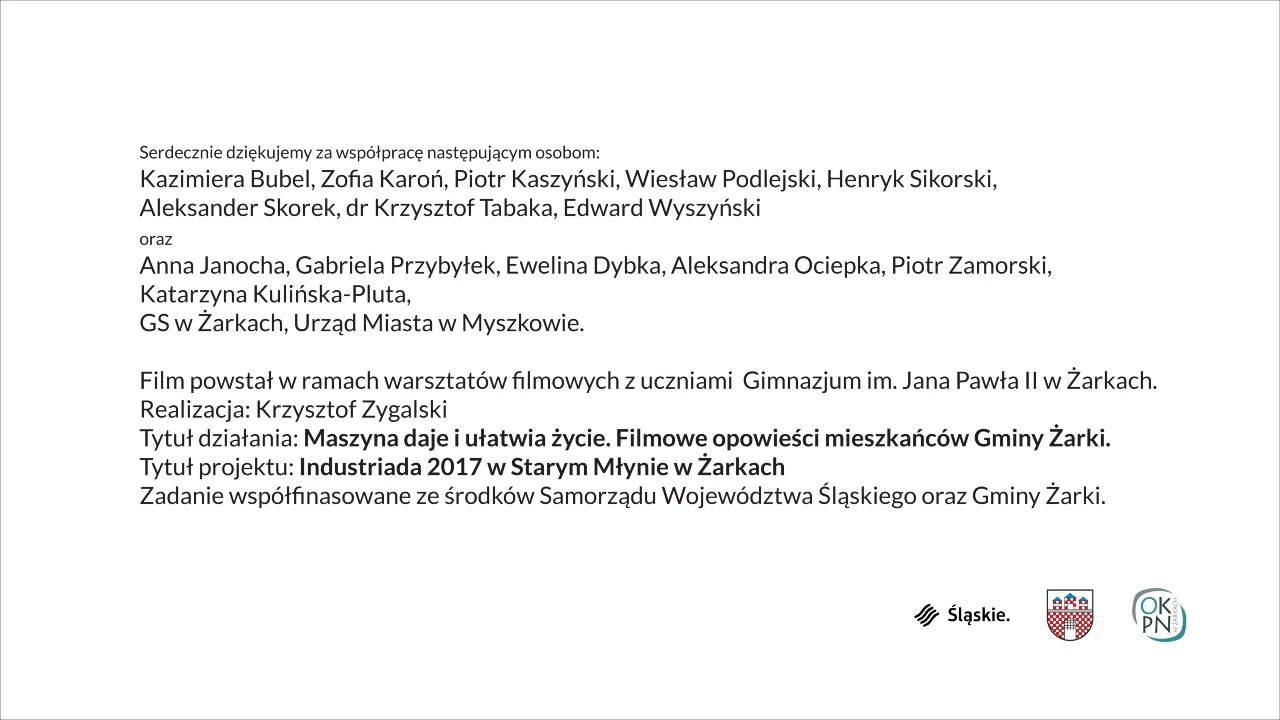 Serdecznie dziękujemy za współpracę następującym osobom:
Kazimiera Bubel, Zofia Karoń, Piotr Kaszyński, Wiesław Podlejski, Henryk Sikorski,
Aleksander Skorek, dr Krzysztof Tabaka, Edward Wyszyński
oraz
Anna Janocha, Gabriela Przybyłek, Ewelina Dybka, Aleksandra Ociepka, Piotr Zamorski,
Katarzyna Kulińska-Pluta,
GS w Żarkach, Urząd Miasta w Myszkowie.
Film powstał w ramach warsztatów filmowych z uczniami  Gimnazjum im. Jana Pawła II w Żarkach.
Realizacja: Krzysztof Zygalski
Tytuł działania: Maszyna daje i ułatwia życie. Filmowe opowieści mieszkańców Gminy Żarki.
Tytuł projektu: Industriada 2017 w Starym Młynie w Żarkach
Zadanie współfinasowane ze środków Samorządu Województwa Śląskiego oraz Gminy Żarki.
Śląskie.
OK
PN
W ŻARKACH